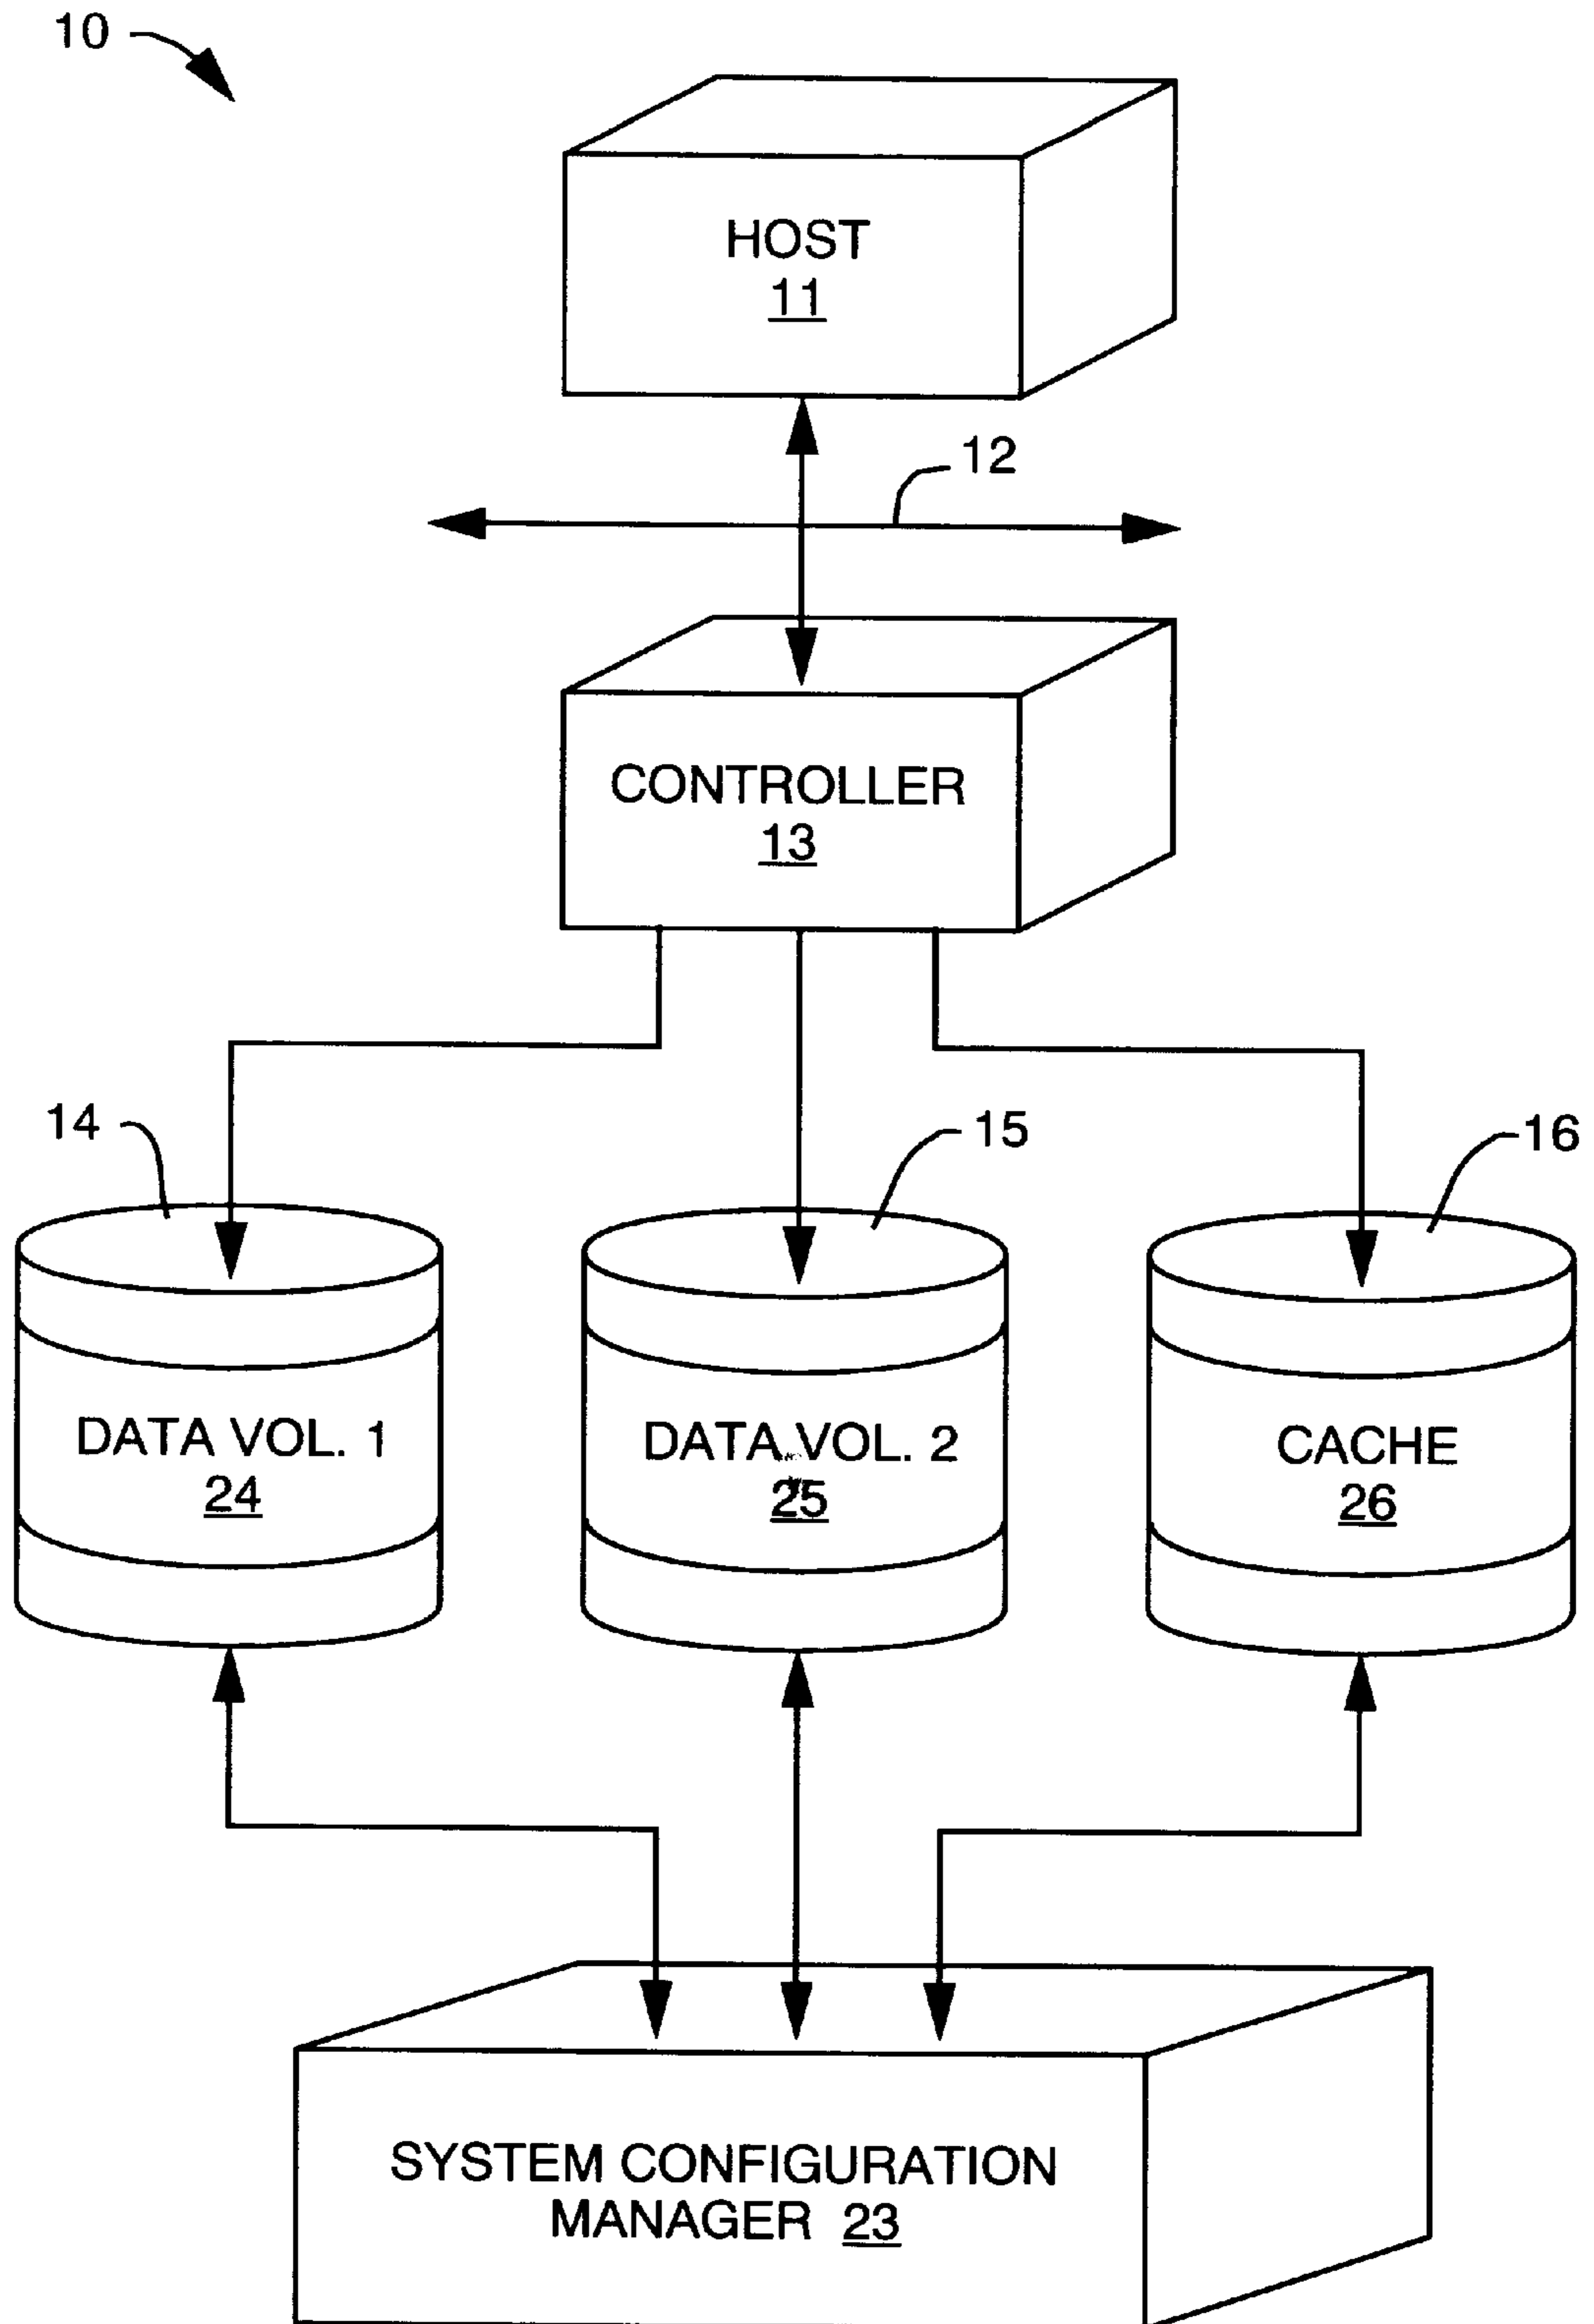 10
HOST
11
12
CONTROLLER
13
14
15
16
DATA VOL. 1
24
DATA VOL. 2
25
CACHE
26
SYSTEM CONFIGURATION
MANAGER 23